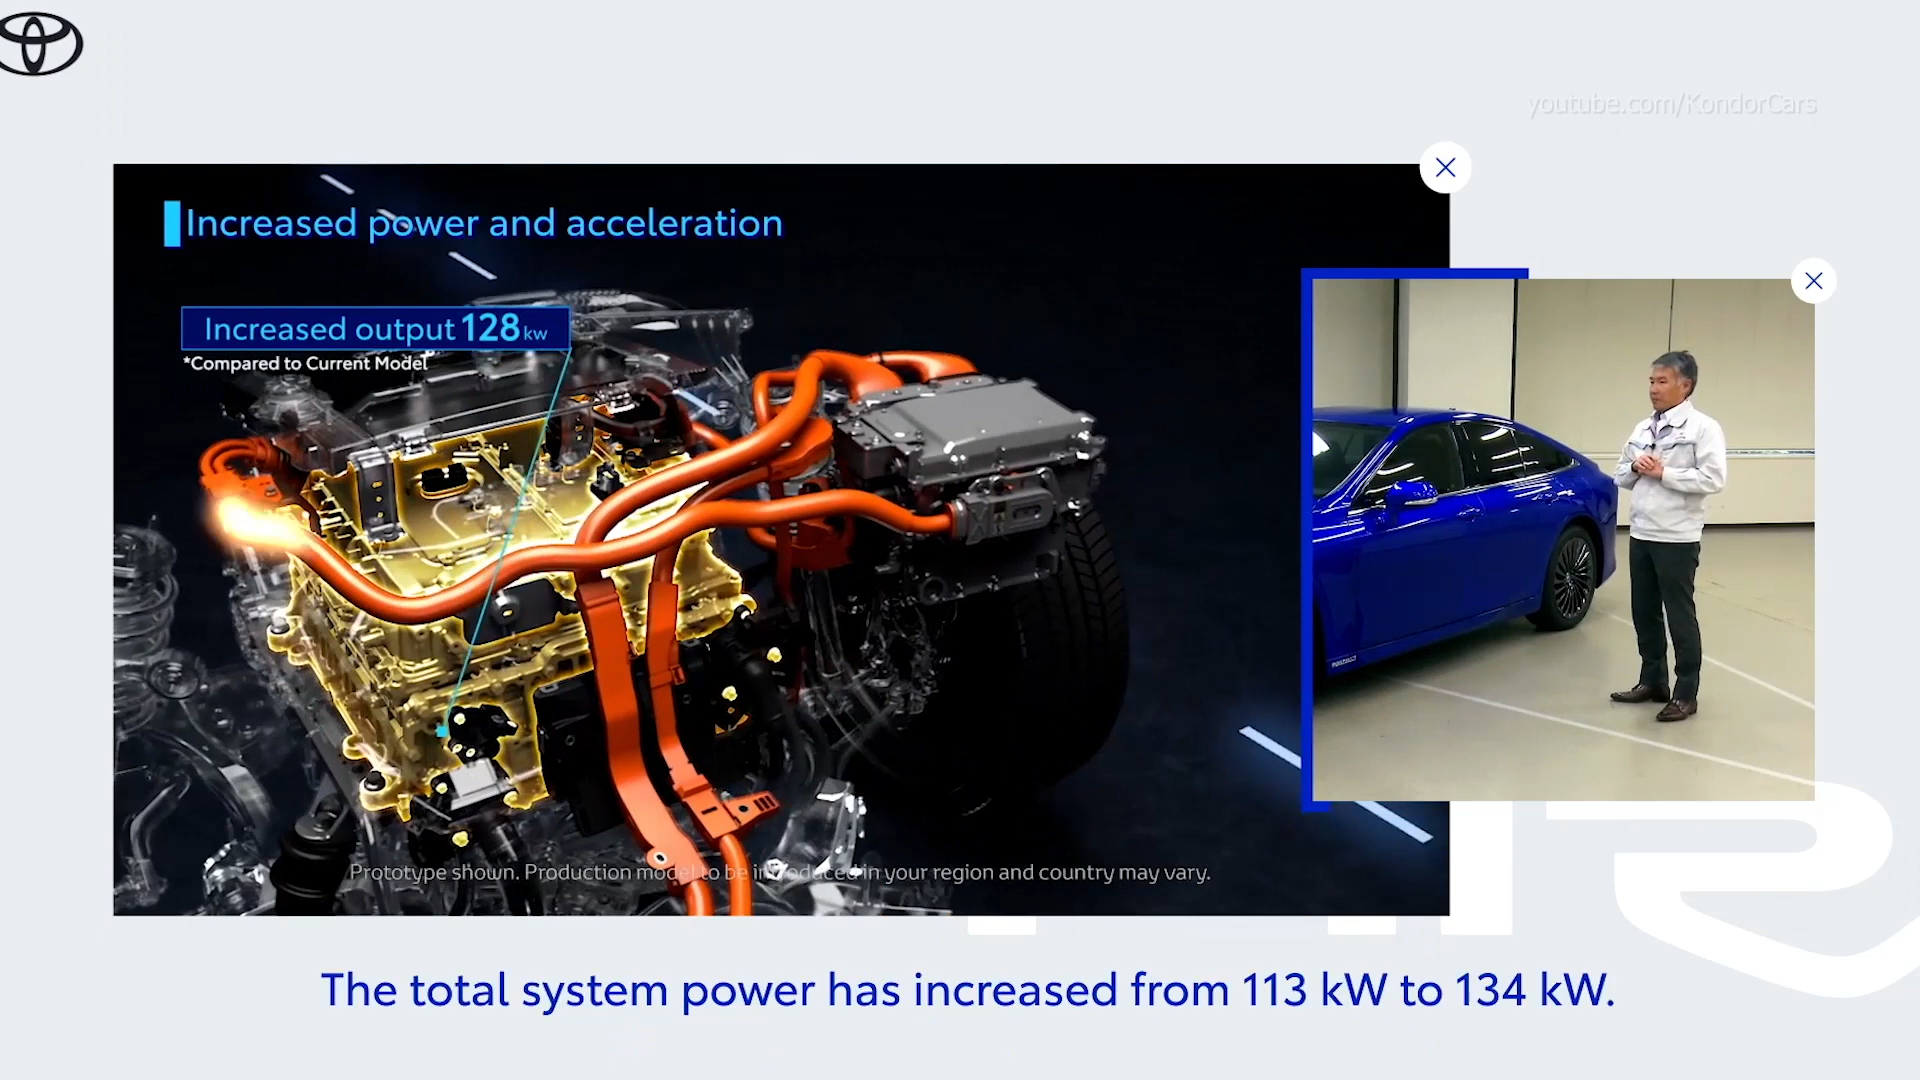 youtube.com/KondorCars
Increased power and acceleration
Increased output 128 kw
*Compared to Current Model
Prototype shown. Production model to be introduced in your region and country may vary.
The total system power has increased from 113 kW to 134 kW.